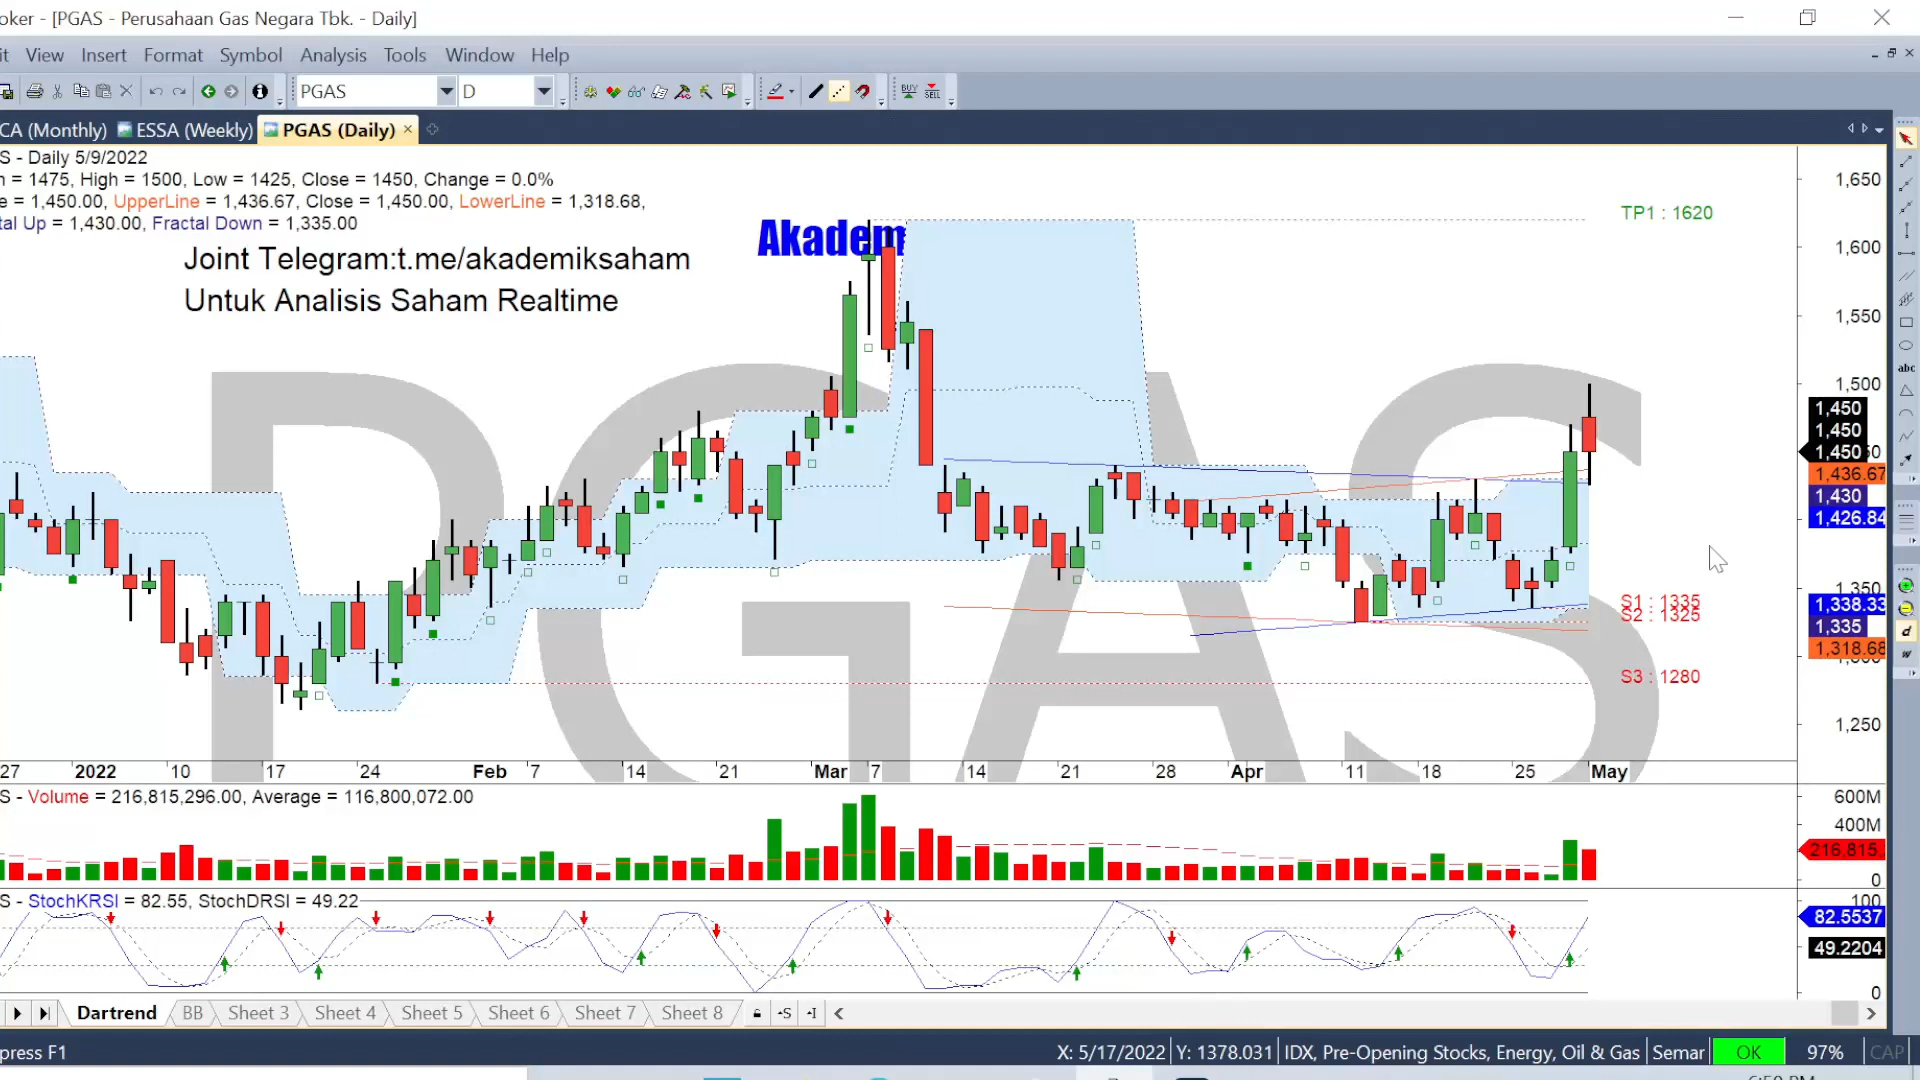 oker - [PGAS - Perusahaan Gas Negara Tbk. - Daily]
it View Insert Format Symbol Analysis Tools Window Help
PGAS D BUY SELL
CA (Monthly) ESSA (Weekly) PGAS (Daily)
S - Daily 5/9/2022
n = 1475, High = 1500, Low = 1425, Close = 1450, Change = 0.0%
e = 1,450.00, UpperLine = 1,436.67, Close = 1,450.00, LowerLine = 1,318.68,
tal Up = 1,430.00, Fractal Down = 1,335.00
Joint Telegram:t.me/akademiksaham
Untuk Analisis Saham Realtime
Akadem
PGAS
TP1 : 1620
S1 : 1335
S2 : 1325
S3 : 1280
1,650
1,600
1,550
1,500
1,450
1,450
1,450
1,436.67
1,430
1,426.84
1,350
1,338.33
1,335
1,318.68
1,250
abc
27 2022 10 17 24 Feb 7 14 21 Mar 7 14 21 28 Apr 11 18 25 May
S - Volume = 216,815,296.00, Average = 116,800,072.00
600M
400M
216,815,
0
S - StochKRSI = 82.55, StochDRSI = 49.22
100
82.5537
49.2204
0
Dartrend BB Sheet 3 Sheet 4 Sheet 5 Sheet 6 Sheet 7 Sheet 8 -S -I
press F1 X: 5/17/2022 Y: 1378.031 IDX, Pre-Opening Stocks, Energy, Oil & Gas Semar OK 97% CAP